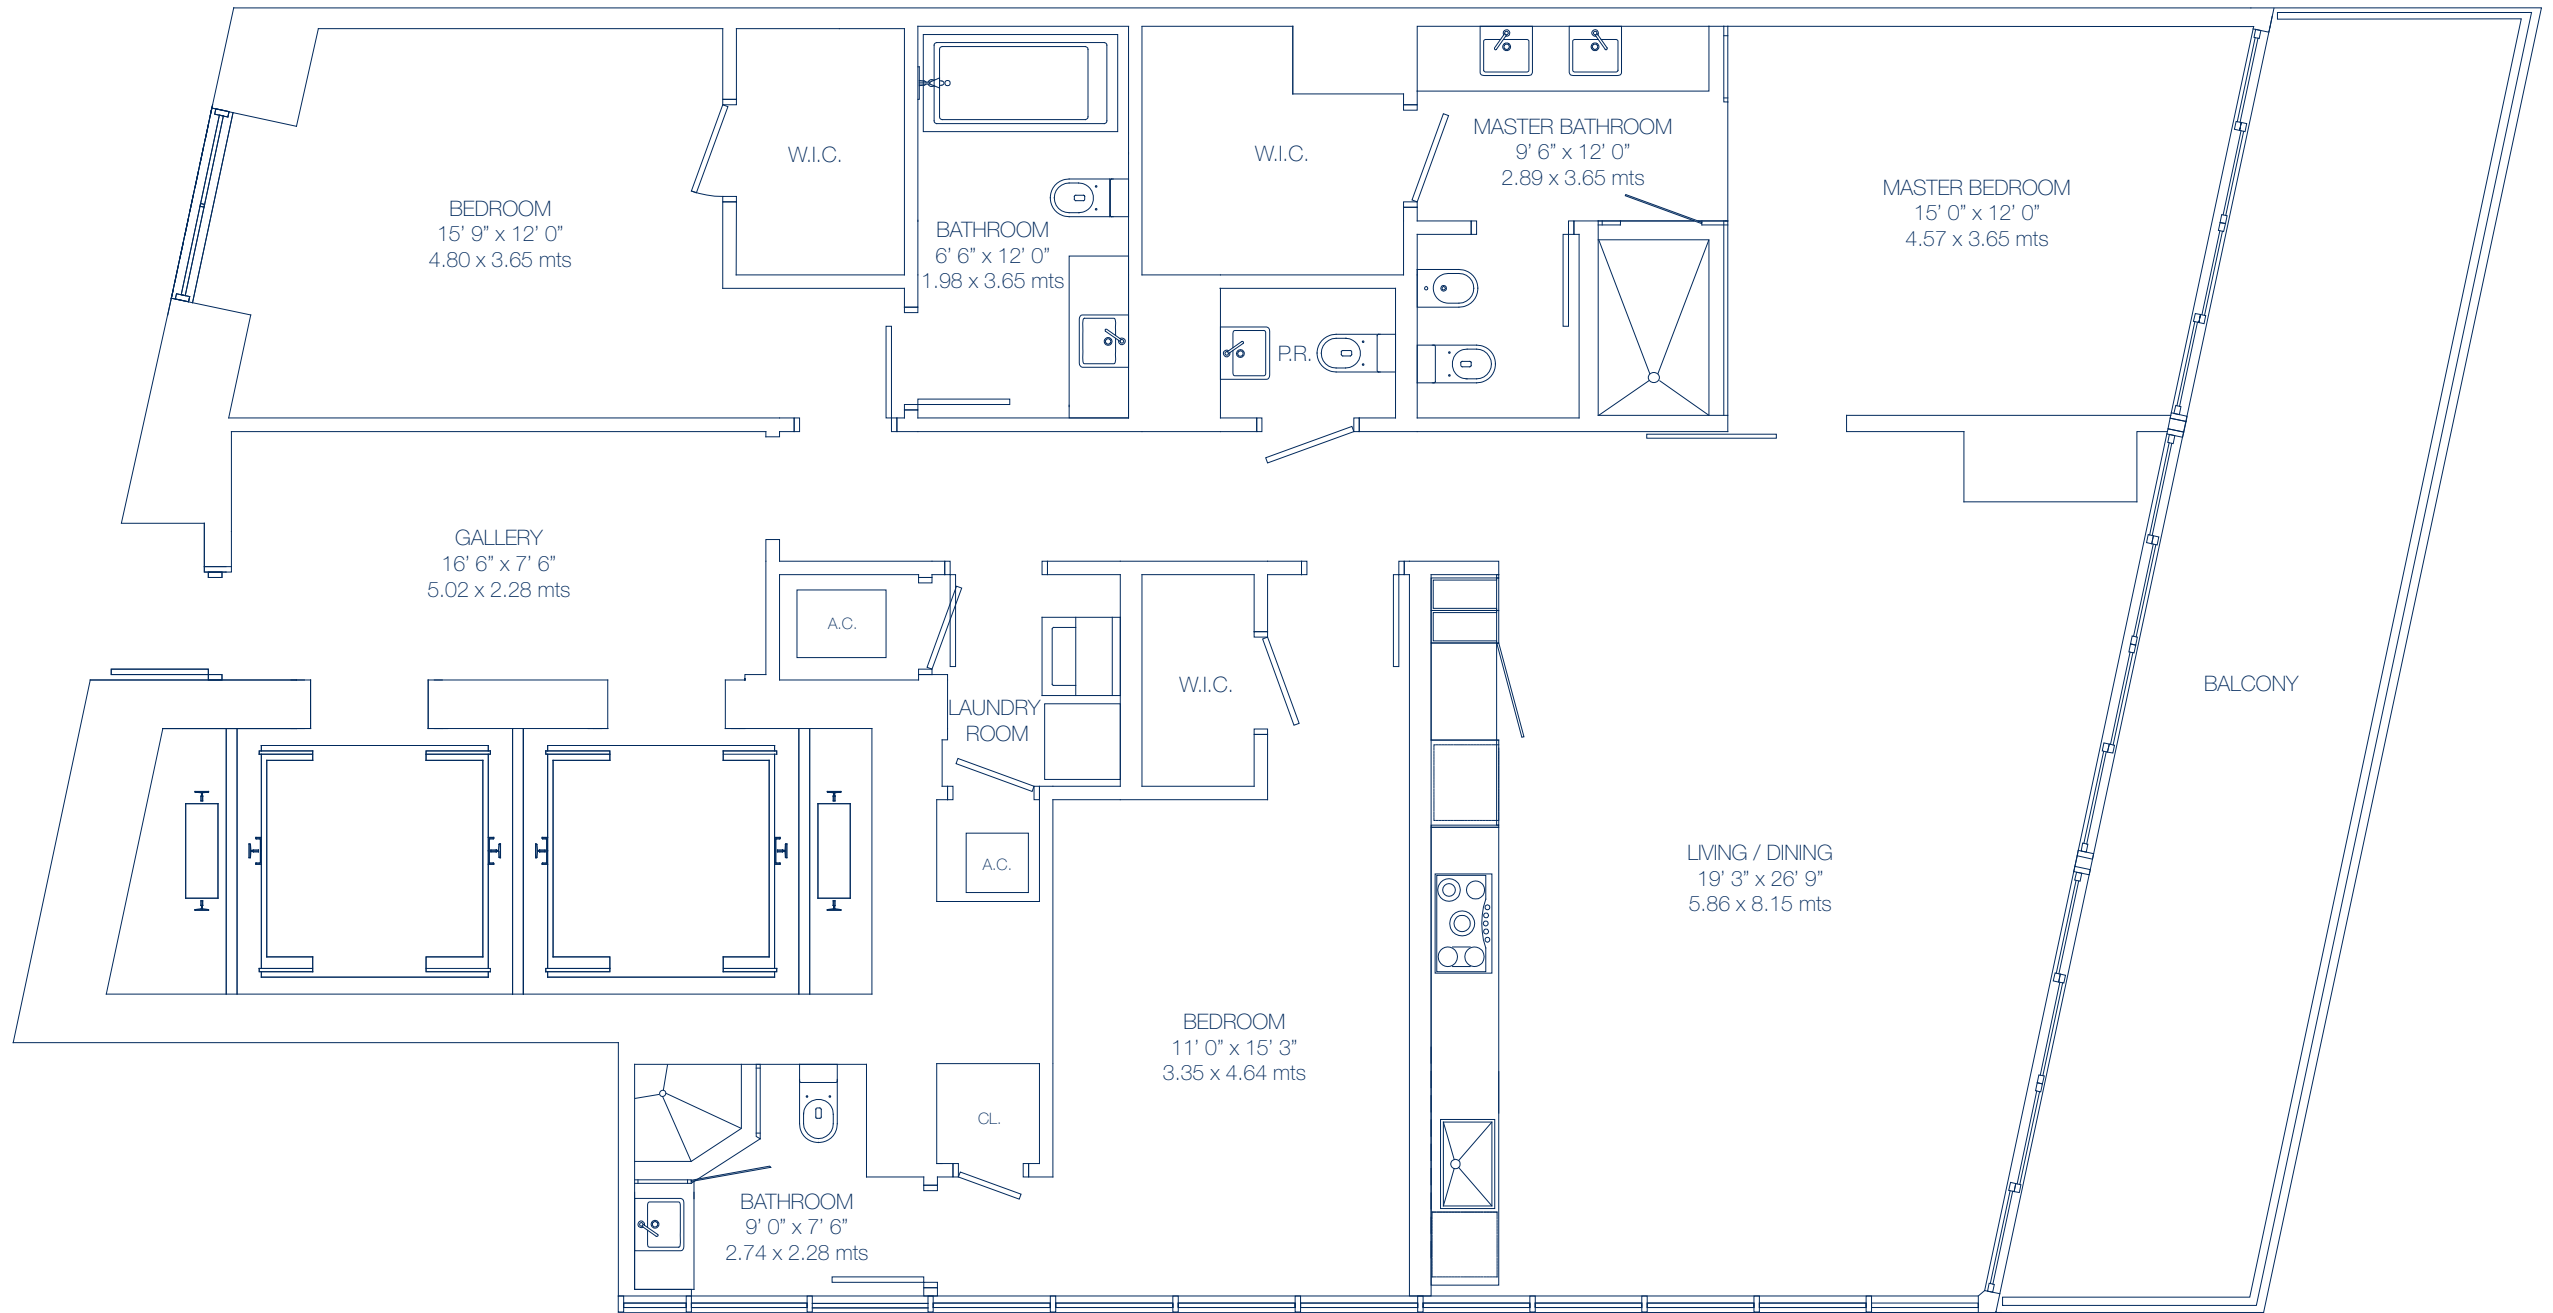 BEDROOM
15’ 9” x 12’ 0”
4.80 x 3.65 mts
W.I.C.
BATHROOM
6’ 6” x 12’ 0”
1.98 x 3.65 mts
W.I.C.
MASTER BATHROOM
9’ 6” x 12’ 0”
2.89 x 3.65 mts
MASTER BEDROOM
15’ 0” x 12’ 0”
4.57 x 3.65 mts
P.R.
GALLERY
16’ 6” x 7’ 6”
5.02 x 2.28 mts
A.C.
LAUNDRY
ROOM
W.I.C.
BALCONY
A.C.
LIVING / DINING
19’ 3” x 26’ 9”
5.86 x 8.15 mts
BEDROOM
11’ 0” x 15’ 3”
3.35 x 4.64 mts
CL.
BATHROOM
9’ 0” x 7’ 6”
2.74 x 2.28 mts